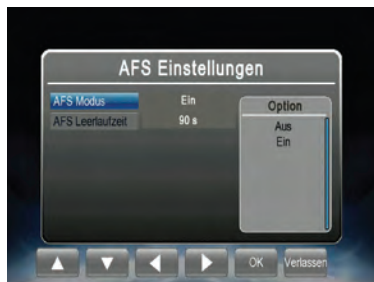 AFS Einstellungen
AFS Modus Ein
AFS Leerlaufzeit 90 s
Option
Aus
Ein
OK Verlassen